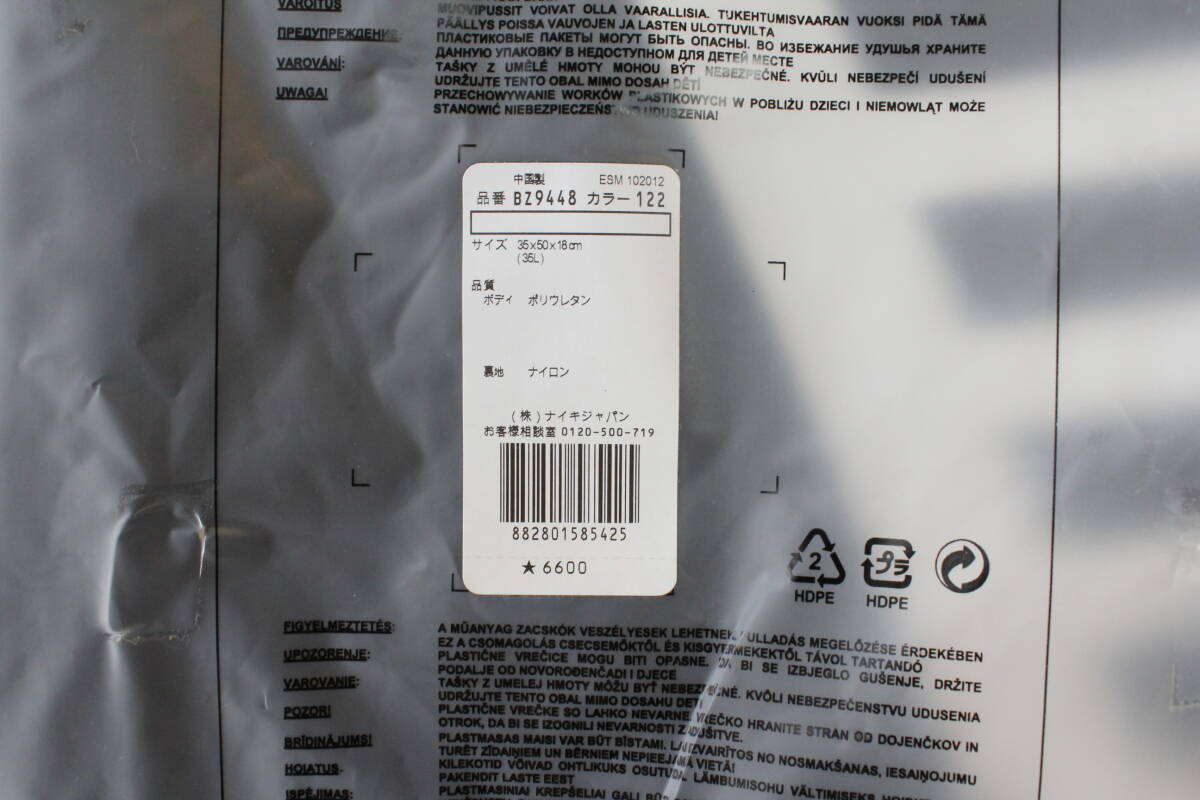 VAROITUS
MUOVIPUSSIT VOIVAT OLLA VAARALLISIA. TUKEHTUMISVAARAN VUOKSI PIDÄ TÄMÄ
PÄÄLLYS POISSA VAUVOJEN JA LASTEN ULOTTUVILTA
ПРЕДУПРЕЖДЕНИЕ:
ПЛАСТИКОВЫЕ ПАКЕТЫ МОГУТ БЫТЬ ОПАСНЫ. ВО ИЗБЕЖАНИЕ УДУШЬЯ ХРАНИТЕ
ДАННУЮ УПАКОВКУ В НЕДОСТУПНОМ ДЛЯ ДЕТЕЙ МЕСТЕ
VAROVÁNÍ:
TAŠKY Z UMĚLÉ HMOTY MOHOU BÝT NEBEZPEČNÉ. KVŮLI NEBEZPEČÍ UDUŠENÍ
UDRŽUJTE TENTO OBAL MIMO DOSAH DĚTÍ
UWAGA!
PRZECHOWYWANIE WORKÓW PLASTIKOWYCH W POBLIŻU DZIECI I NIEMOWLĄT MOŻE
STANOWIĆ NIEBEZPIECZEŃSTWO UDUSZENIA!
中国製 ESM 102012
品番 BZ9448 カラー 122
サイズ 35×50×18cm
(35L)
品質
ボディ ポリウレタン
裏地 ナイロン
(株)ナイキジャパン
お客様相談室 0120-500-719
882801585425
★6600
2
プラ
HDPE
HDPE
FIGYELMEZTETÉS:
A MŰANYAG ZACSKÓK VESZÉLYESEK LEHETNEK FULLADÁS MEGELŐZÉSE ÉRDEKÉBEN
EZ A CSOMAGOLÁS CSECSEMŐKTŐL ÉS KISGYERMEKEKTŐL TÁVOL TARTANDÓ
UPOZORENJE:
PLASTIČNE VREĆICE MOGU BITI OPASNE. DA BI SE IZBJEGLO GUŠENJE, DRŽITE
PODALJE OD NOVOROĐENČADI I DJECE
VAROVANIE:
TAŠKY Z UMELEJ HMOTY MÔŽU BYŤ NEBEZPEČNÉ. KVÔLI NEBEZPEČENSTVU UDUSENIA
UDRŽUJTE TENTO OBAL MIMO DOSAHU DETÍ
POZOR!
PLASTIČNE VREČKE SO LAHKO NEVARNE. VREČKO HRANITE STRAN OD DOJENČKOV IN
OTROK, DA BI SE IZOGNILI NEVARNOSTI ZADUŠITVE.
BRĪDINĀJUMS!
PLASTMASAS MAISI VAR BŪT BĪSTAMI. LAI IZVAIRĪTOS NO NOSMAKŠANAS, IESAIŅOJUMU
TURĒT ZĪDAIŅIEM UN BĒRNIEM NEPIEEJAMĀ VIETĀ!
HOIATUS.
KILEKOTID VÕIVAD OHTLIKUKS OSUTUDA. LÄMBUMISOHU VÄLTIMISEKS
PAKENDIT LASTE EEST
ISPĖJIMAS:
PLASTMASINIAI KREPŠELIAI GALI BŪTI